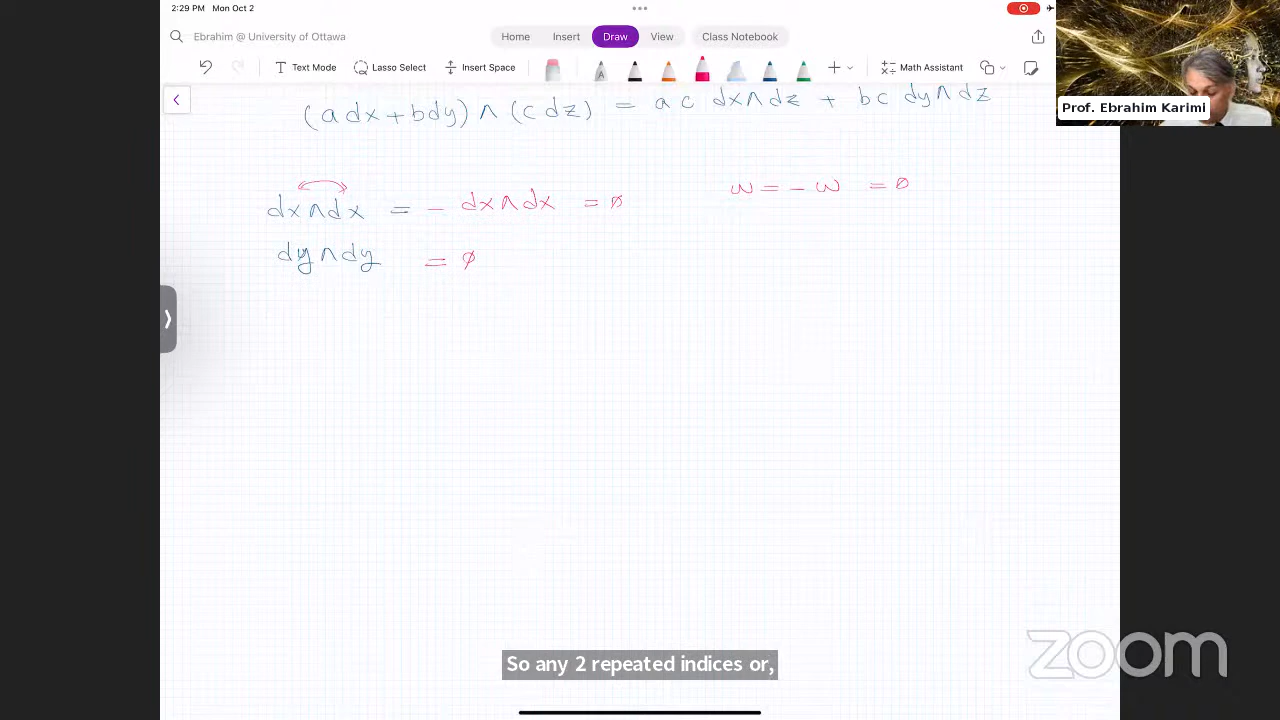 2:29 PM Mon Oct 2
Ebrahim @ University of Ottawa
Home Insert Draw View Class Notebook
Text Mode Lasso Select Insert Space Math Assistant
Prof. Ebrahim Karimi
(adx + bdy) ∧ (cdz) = ac dx∧dz + bc dy∧dz
dx∧dx = - dx∧dx = 0
w = - w = 0
dy∧dy = 0
So any 2 repeated indices or,
zoom